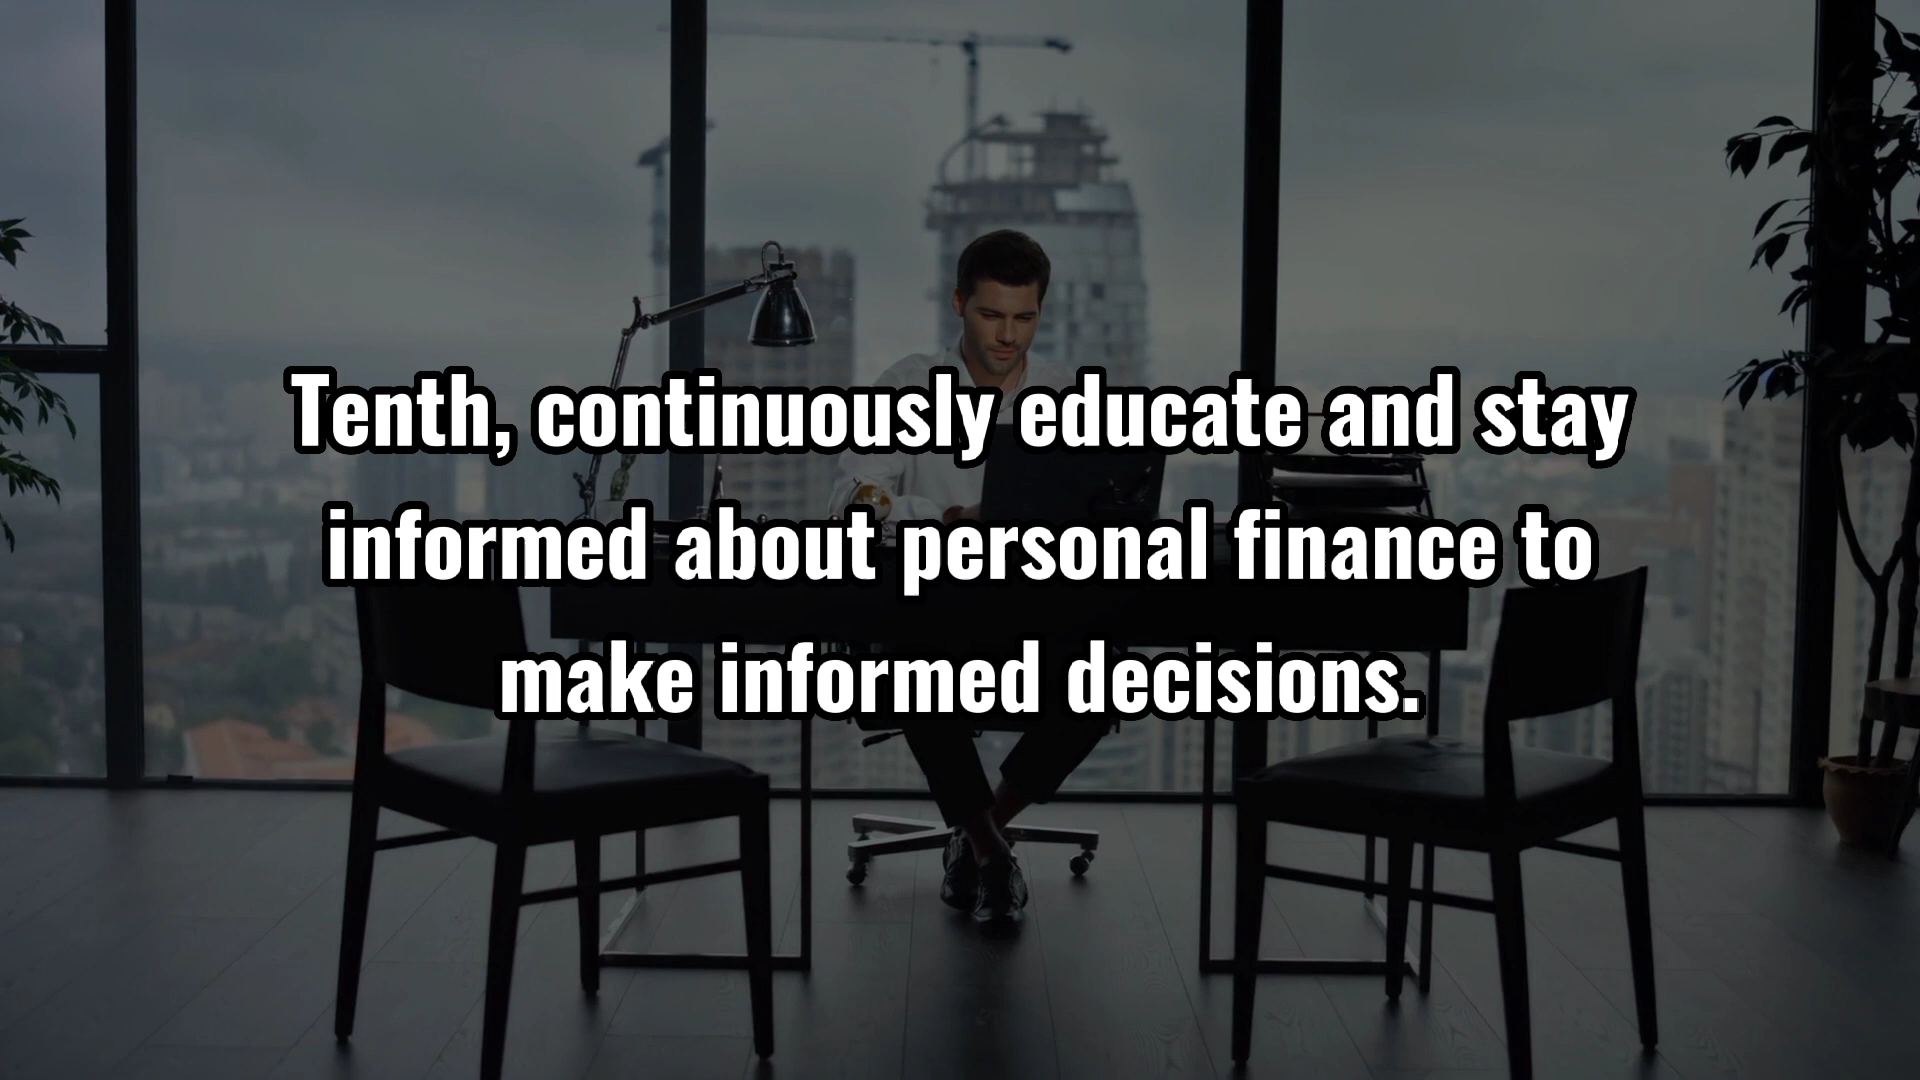 Tenth, continuously educate and stay
informed about personal finance to
make informed decisions.